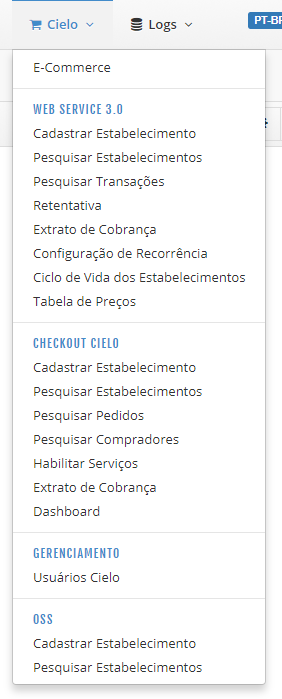 Cielo Logs PT-BR
E-Commerce
WEB SERVICE 3.0
Cadastrar Estabelecimento
Pesquisar Estabelecimentos
Pesquisar Transações
Retentativa
Extrato de Cobrança
Configuração de Recorrência
Ciclo de Vida dos Estabelecimentos
Tabela de Preços
CHECKOUT CIELO
Cadastrar Estabelecimento
Pesquisar Estabelecimentos
Pesquisar Pedidos
Pesquisar Compradores
Habilitar Serviços
Extrato de Cobrança
Dashboard
GERENCIAMENTO
Usuários Cielo
OSS
Cadastrar Estabelecimento
Pesquisar Estabelecimentos